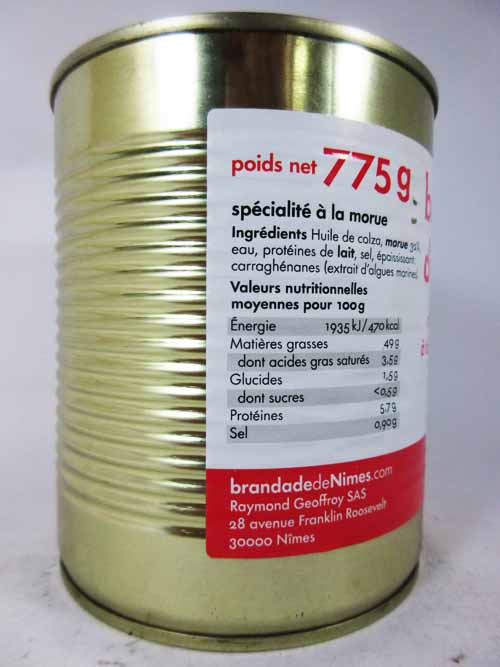 poids net 775g
spécialité à la morue
Ingrédients Huile de colza, morue
eau, protéines de lait, sel, épaississant:
carraghénanes (extrait d'algues marines)
Valeurs nutritionnelles
moyennes pour 100g
Énergie 1935 kJ/470kcal
Matières grasses 49g
dont acides gras saturés 3,5g
Glucides 1,5g
dont sucres <0,5g
Protéines 5,7g
Sel 0,90g
brandadedeNimes.com
Raymond Geoffroy SAS
28 avenue Franklin Roosevelt
30000 Nîmes